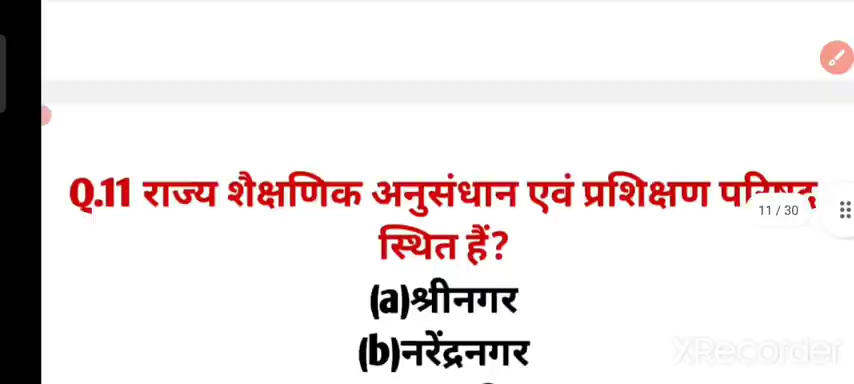 Q.11 राज्य शैक्षणिक अनुसंधान एवं प्रशिक्षण
11 / 30
स्थित हैं?
(a)श्रीनगर
(b)नरेंद्रनगर
XRecorder